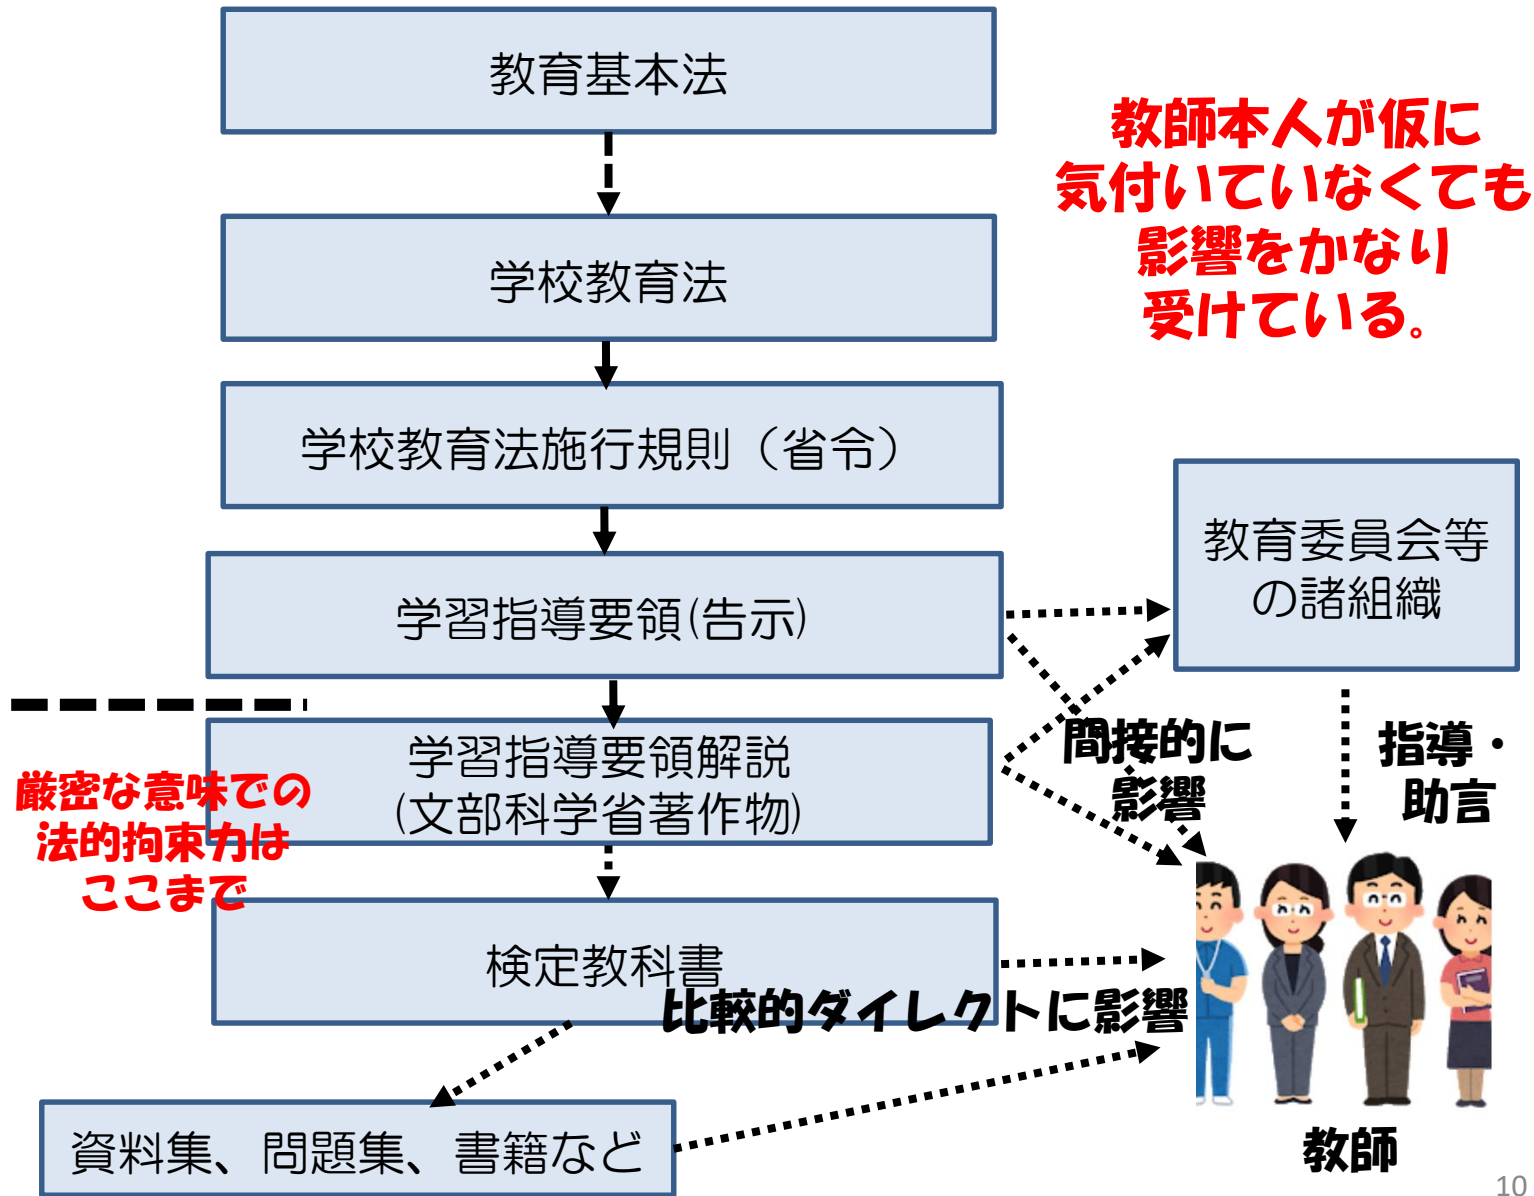 教育基本法
教師本人が仮に
気付いていなくても
影響をかなり
受けている。
学校教育法
学校教育法施行規則（省令）
教育委員会等
の諸組織
学習指導要領(告示)
学習指導要領解説
(文部科学省著作物)
間接的に
影響
指導・
助言
厳密な意味での
法的拘束力は
ここまで
検定教科書
比較的ダイレクトに影響
資料集、問題集、書籍など
教師
10